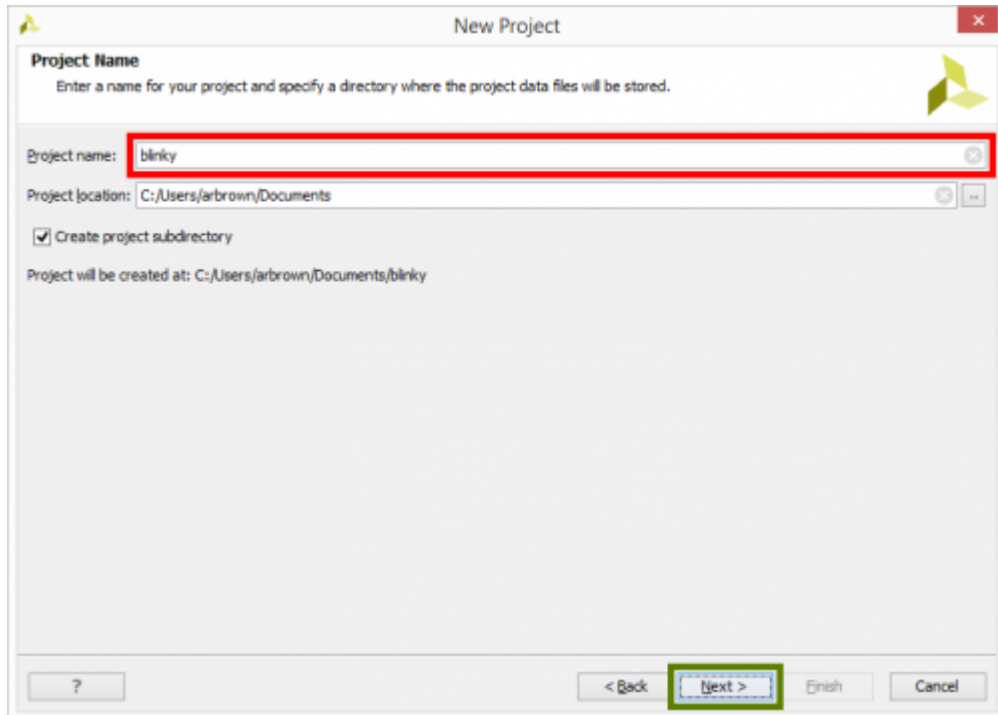 New Project
Project Name
Enter a name for your project and specify a directory where the project data files will be stored.
Project name: blinky
Project location: C:/Users/arbrown/Documents ...
Create project subdirectory
Project will be created at: C:/Users/arbrown/Documents/blinky
? < Back Next > Finish Cancel